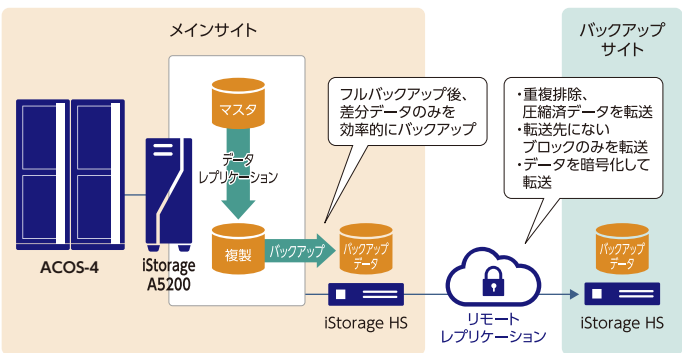 メインサイト
バックアップ
サイト
マスタ
データ
レプリケーション
複製
バックアップ
フルバックアップ後、
差分データのみを
効率的にバックアップ
・重複排除、
圧縮済データを転送
・転送先にない
ブロックのみを転送
・データを暗号化して
転送
バックアップ
データ
バックアップ
データ
ACOS-4
iStorage
A5200
iStorage HS
リモート
レプリケーション
iStorage HS